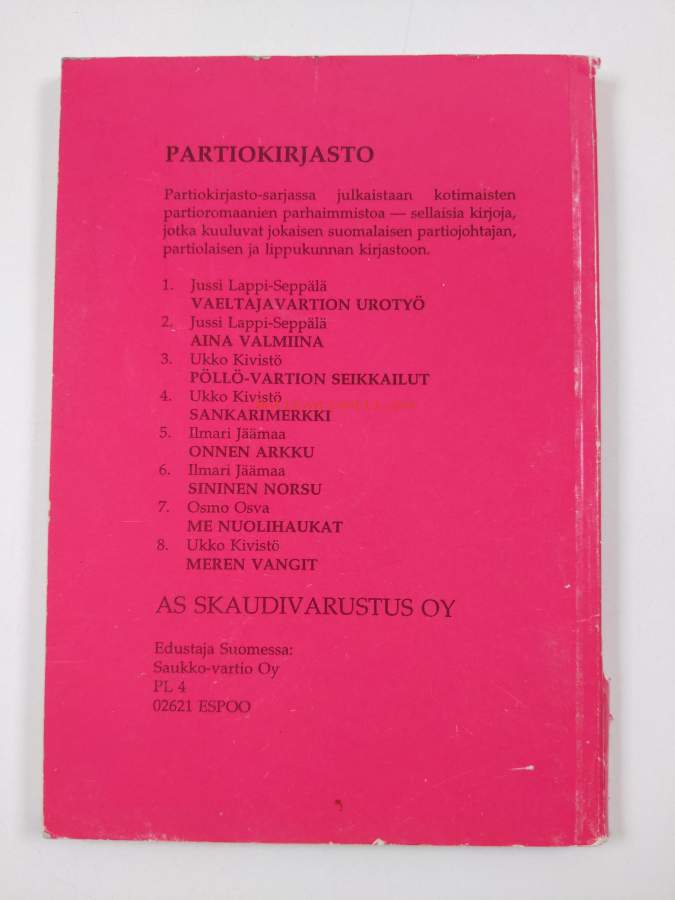 PARTIOKIRJASTO
Partiokirjasto-sarjassa julkaistaan kotimaisten
partioromaanien parhaimmistoa — sellaisia kirjoja,
jotka kuuluvat jokaisen suomalaisen partiojohtajan,
partiolaisen ja lippukunnan kirjastoon.
1. Jussi Lappi-Seppälä
VAELTAJAVARTION UROTYÖ
2. Jussi Lappi-Seppälä
AINA VALMIINA
3. Ukko Kivistö
PÖLLÖ-VARTION SEIKKAILUT
4. Ukko Kivistö
SANKARIMERKKI
5. Ilmari Jäämaa
ONNEN ARKKU
6. Ilmari Jäämaa
SININEN NORSU
7. Osmo Osva
ME NUOLIHAUKAT
8. Ukko Kivistö
MEREN VANGIT
AS SKAUDIVARUSTUS OY
Edustaja Suomessa:
Saukko-vartio Oy
PL 4
02621 ESPOO